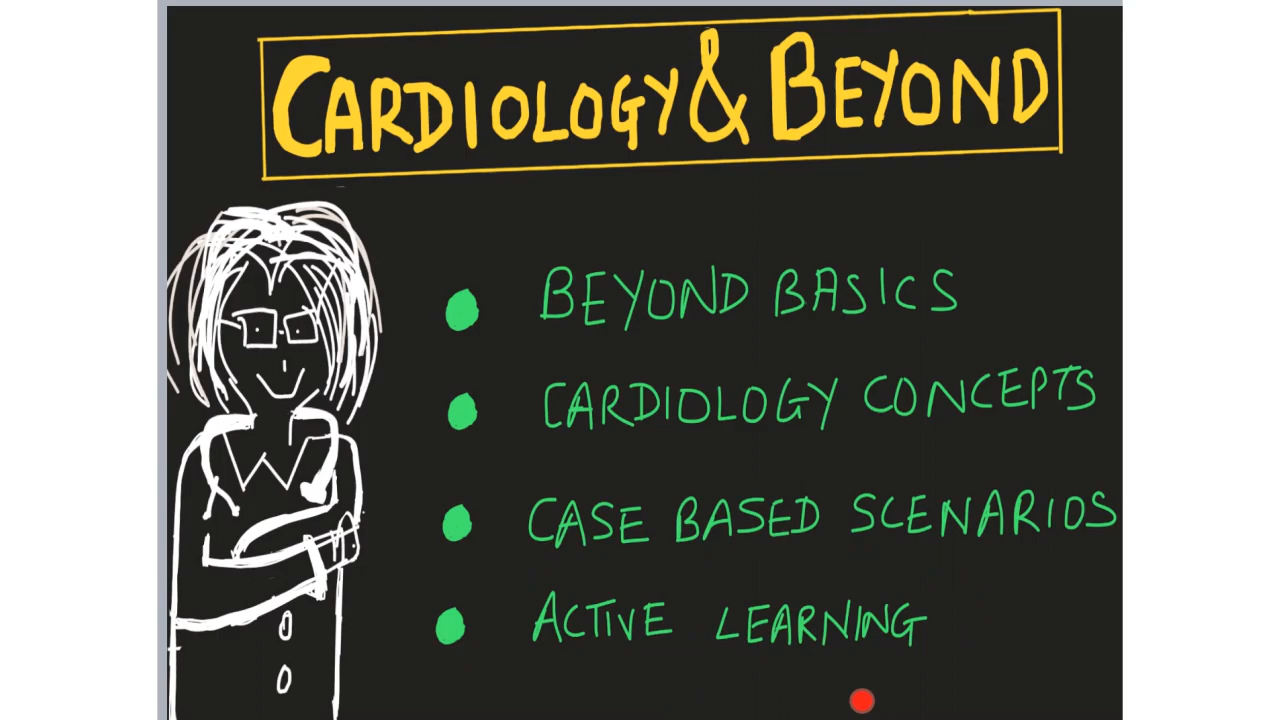 CARDIOLOGY & BEYOND
BEYOND BASICS
CARDIOLOGY CONCEPTS
CASE BASED SCENARIOS
ACTIVE LEARNING